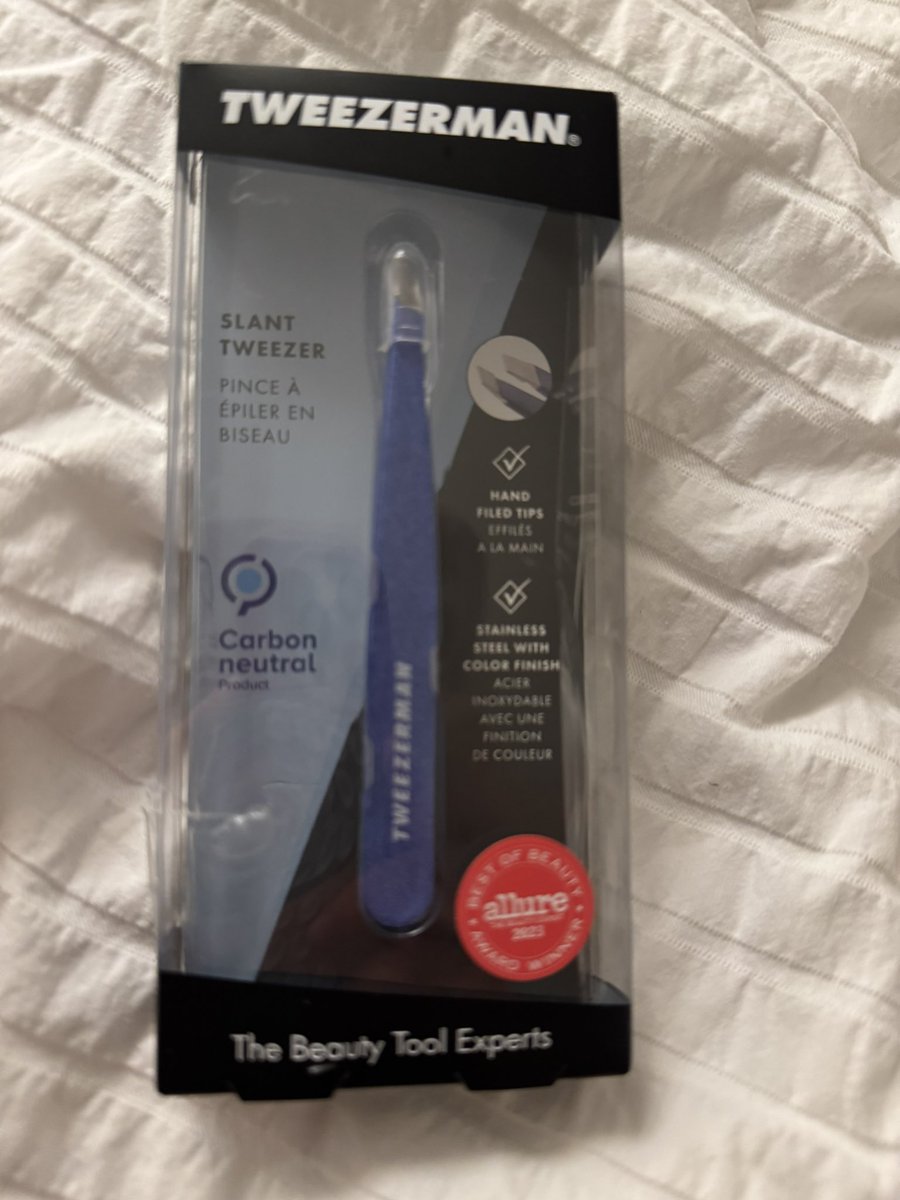 TWEEZERMAN®
SLANT
TWEEZER
PINCE À
ÉPILER EN
BISEAU
Carbon
neutral
Product
TWEEZERMAN
HAND
FILED TIPS
EFFILÉS
A LA MAIN
STAINLESS
STEEL WITH
COLOR FINISH
ACIER
INOXYDABLE
AVEC UNE
FINITION
DE COULEUR
BEST OF BEAUTY
allure
2023
AWARD WINNER
The Beauty Tool Experts